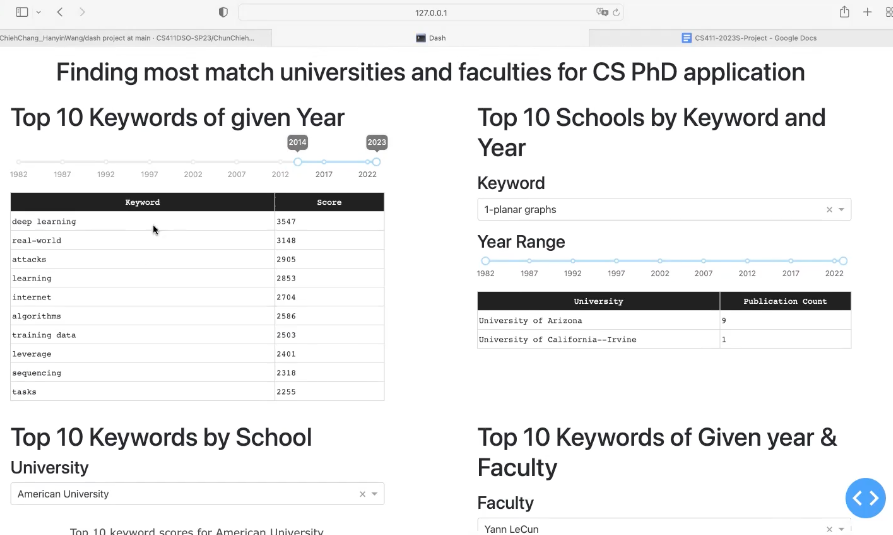 127.0.0.1
ChiehChang_HanyinWang/dash project at main · CS411DSO-SP23/ChunChieh...
Dash
CS411-2023S-Project - Google Docs
Finding most match universities and faculties for CS PhD application
Top 10 Keywords of given Year
2014 2023
1982 1987 1992 1997 2002 2007 2012 2017 2022
Keyword Score
deep learning 3547
real-world 3148
attacks 2905
learning 2853
internet 2704
algorithms 2586
training data 2503
leverage 2401
sequencing 2318
tasks 2255
Top 10 Schools by Keyword and
Year
Keyword
1-planar graphs
Year Range
1982 1987 1992 1997 2002 2007 2012 2017 2022
University Publication Count
University of Arizona 9
University of California--Irvine 1
Top 10 Keywords by School
University
American University
Top 10 keyword scores for American University
Top 10 Keywords of Given year &
Faculty
Faculty
Yann LeCun